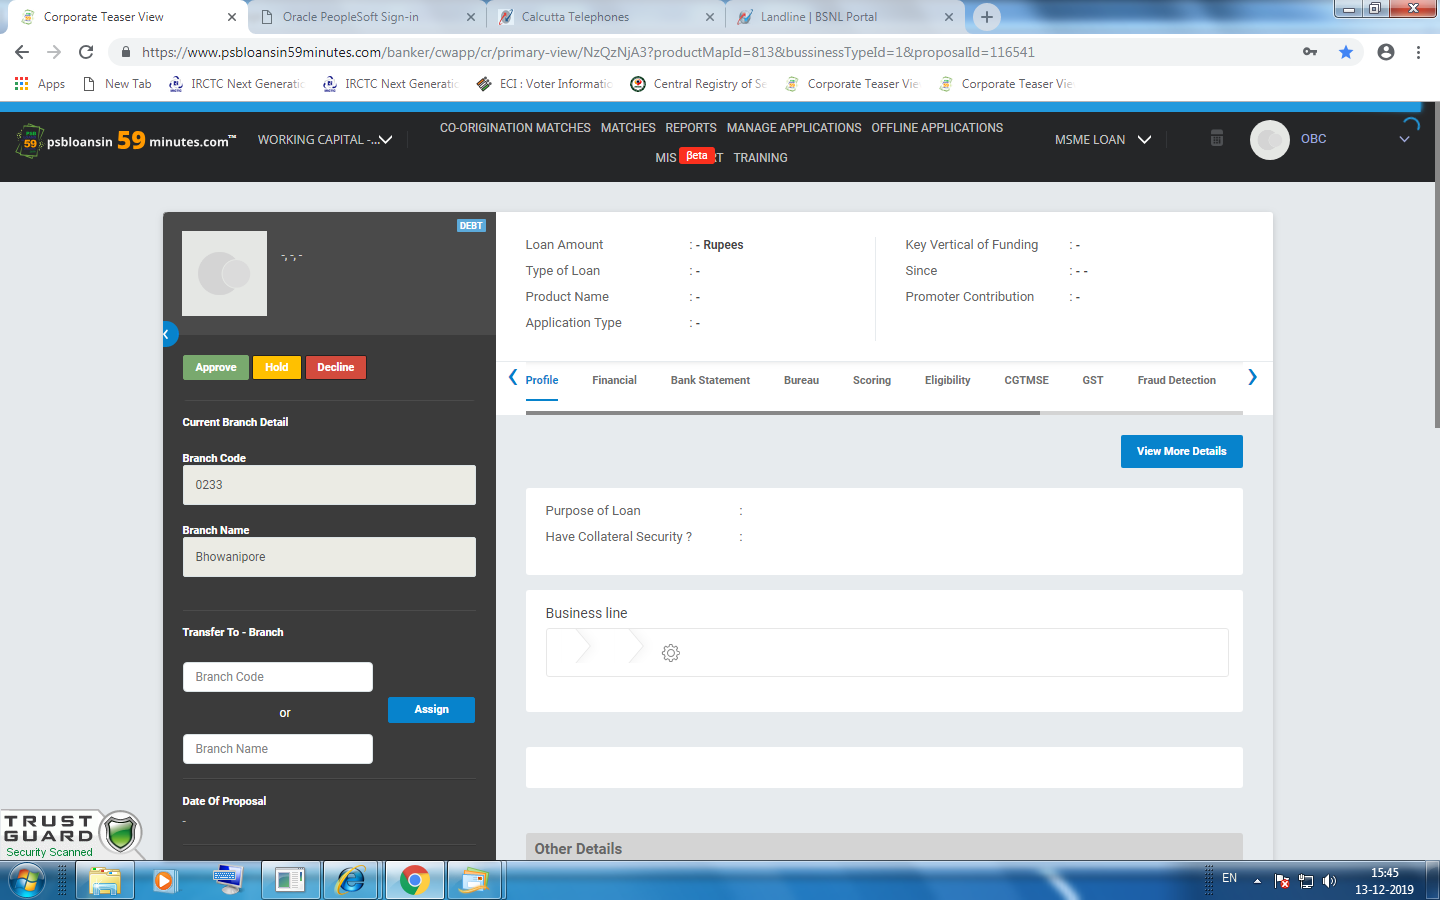 Corporate Teaser View
Oracle PeopleSoft Sign-in
Calcutta Telephones
Landline | BSNL Portal
https://www.psbloansin59minutes.com/banker/cwapp/cr/primary-view/NzQzNjA3?productMapId=813&bussinessTypeId=1&proposalId=116541
Apps
New Tab
IRCTC Next Generatic
IRCTC Next Generatic
ECI : Voter Informatic
Central Registry of Se
Corporate Teaser Vie
Corporate Teaser Vie
psbloansin 59 minutes.com™
WORKING CAPITAL -...
CO-ORIGINATION MATCHES MATCHES REPORTS MANAGE APPLICATIONS OFFLINE APPLICATIONS
MIS βeta T TRAINING
MSME LOAN
OBC
DEBT
-, -, -
Approve
Hold
Decline
Current Branch Detail
Branch Code
0233
Branch Name
Bhowanipore
Transfer To - Branch
Branch Code
or
Assign
Branch Name
Date Of Proposal
-
Loan Amount : - Rupees
Type of Loan : -
Product Name : -
Application Type : -
Key Vertical of Funding : -
Since : - -
Promoter Contribution : -
Profile Financial Bank Statement Bureau Scoring Eligibility CGTMSE GST Fraud Detection
View More Details
Purpose of Loan :
Have Collateral Security ? :
Business line
Other Details
TRUST
GUARD
Security Scanned
EN
15:45
13-12-2019